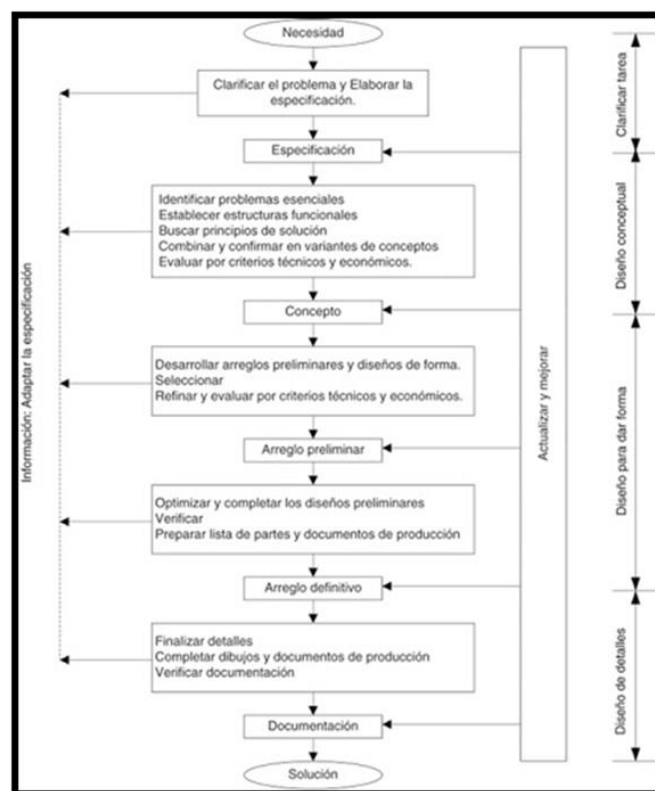 Necesidad
Clarificar el problema y Elaborar la
especificación.
Especificación
Identificar problemas esenciales
Establecer estructuras funcionales
Buscar principios de solución
Combinar y confirmar en variantes de conceptos
Evaluar por criterios técnicos y económicos.
Concepto
Desarrollar arreglos preliminares y diseños de forma.
Seleccionar
Refinar y evaluar por criterios técnicos y económicos.
Arreglo preliminar
Optimizar y completar los diseños preliminares
Verificar
Preparar lista de partes y documentos de producción
Arreglo definitivo
Finalizar detalles
Completar dibujos y documentos de producción
Verificar documentación
Documentación
Solución
Información: Adaptar la especificación
Actualizar y mejorar
Clarificar tarea
Diseño conceptual
Diseño para dar forma
Diseño de detalles